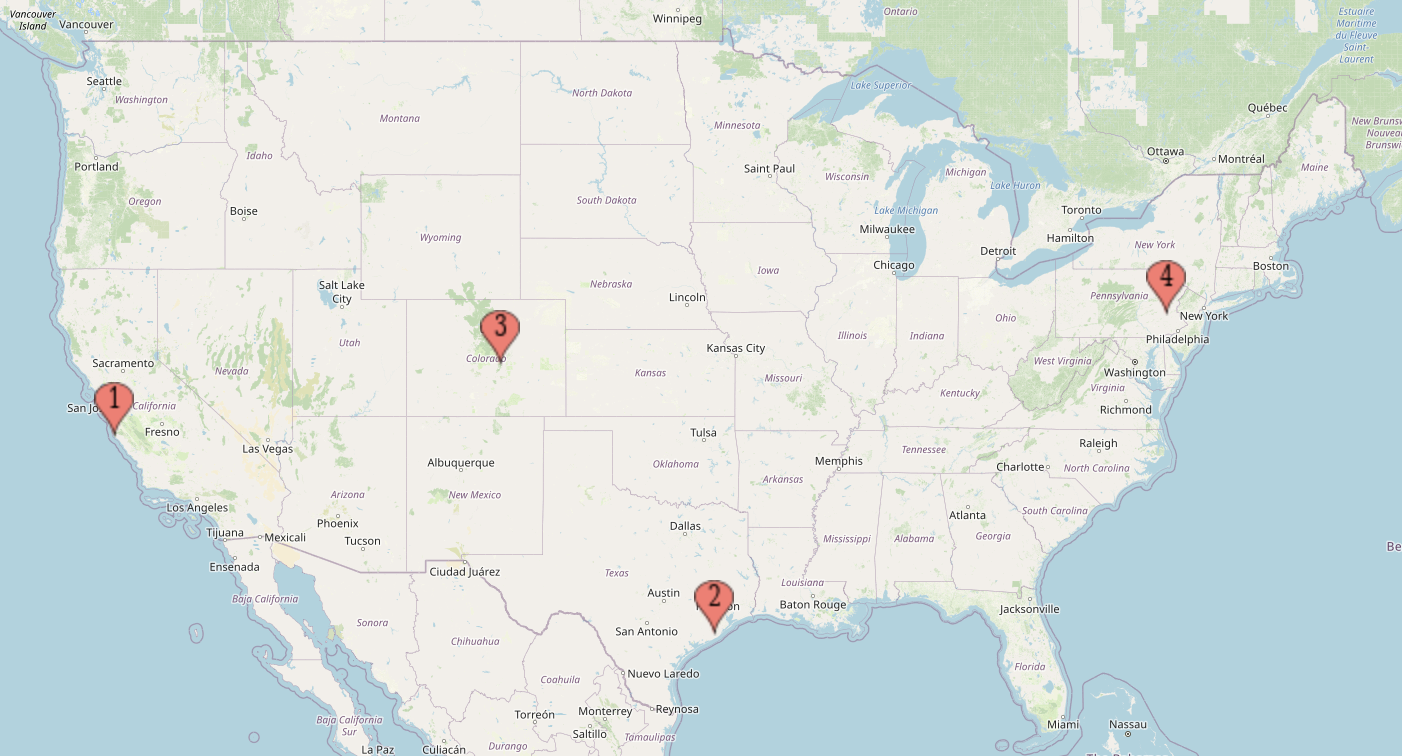 Vancouver
Island
Vancouver
Winnipeg
Ontario
Estuaire
Maritime
du Fleuve
Saint-
Laurent
Seattle
Washington
Montana
North Dakota
Minnesota
Lake Superior
Québec
Portland
Idaho
Saint Paul
Wisconsin
Michigan
Lake Huron
Ottawa
Montréal
Maine
Oregon
Boise
South Dakota
Lake Michigan
Toronto
Wyoming
Milwaukee
Hamilton
New York
Detroit
Chicago
Boston
Salt Lake
City
Nebraska
Iowa
Lincoln
4
Pennsylvania
New York
3
Utah
Colorado
Illinois
Indiana
Ohio
Philadelphia
Sacramento
Nevada
Kansas City
Kansas
Missouri
West Virginia
Washington
Virginia
Kentucky
1
San Jo
California
Richmond
Fresno
Las Vegas
Tulsa
Raleigh
Albuquerque
Oklahoma
Memphis
Tennessee
Charlotte
North Carolina
Los Angeles
Arizona
New Mexico
Arkansas
Atlanta
South Carolina
Phoenix
Tijuana
Mexicali
Tucson
Dallas
Mississippi
Alabama
Georgia
Be
Ensenada
Ciudad Juárez
Texas
Louisiana
Baja California
Austin
2
on
Baton Rouge
Jacksonville
Sonora
San Antonio
Chihuahua
Florida
Coahuila
Nuevo Laredo
Baja California
Sur
Torreón
Monterrey
Reynosa
Saltillo
Tamaulipas
Miami
Nassau
La Paz
Culiacán
Durango